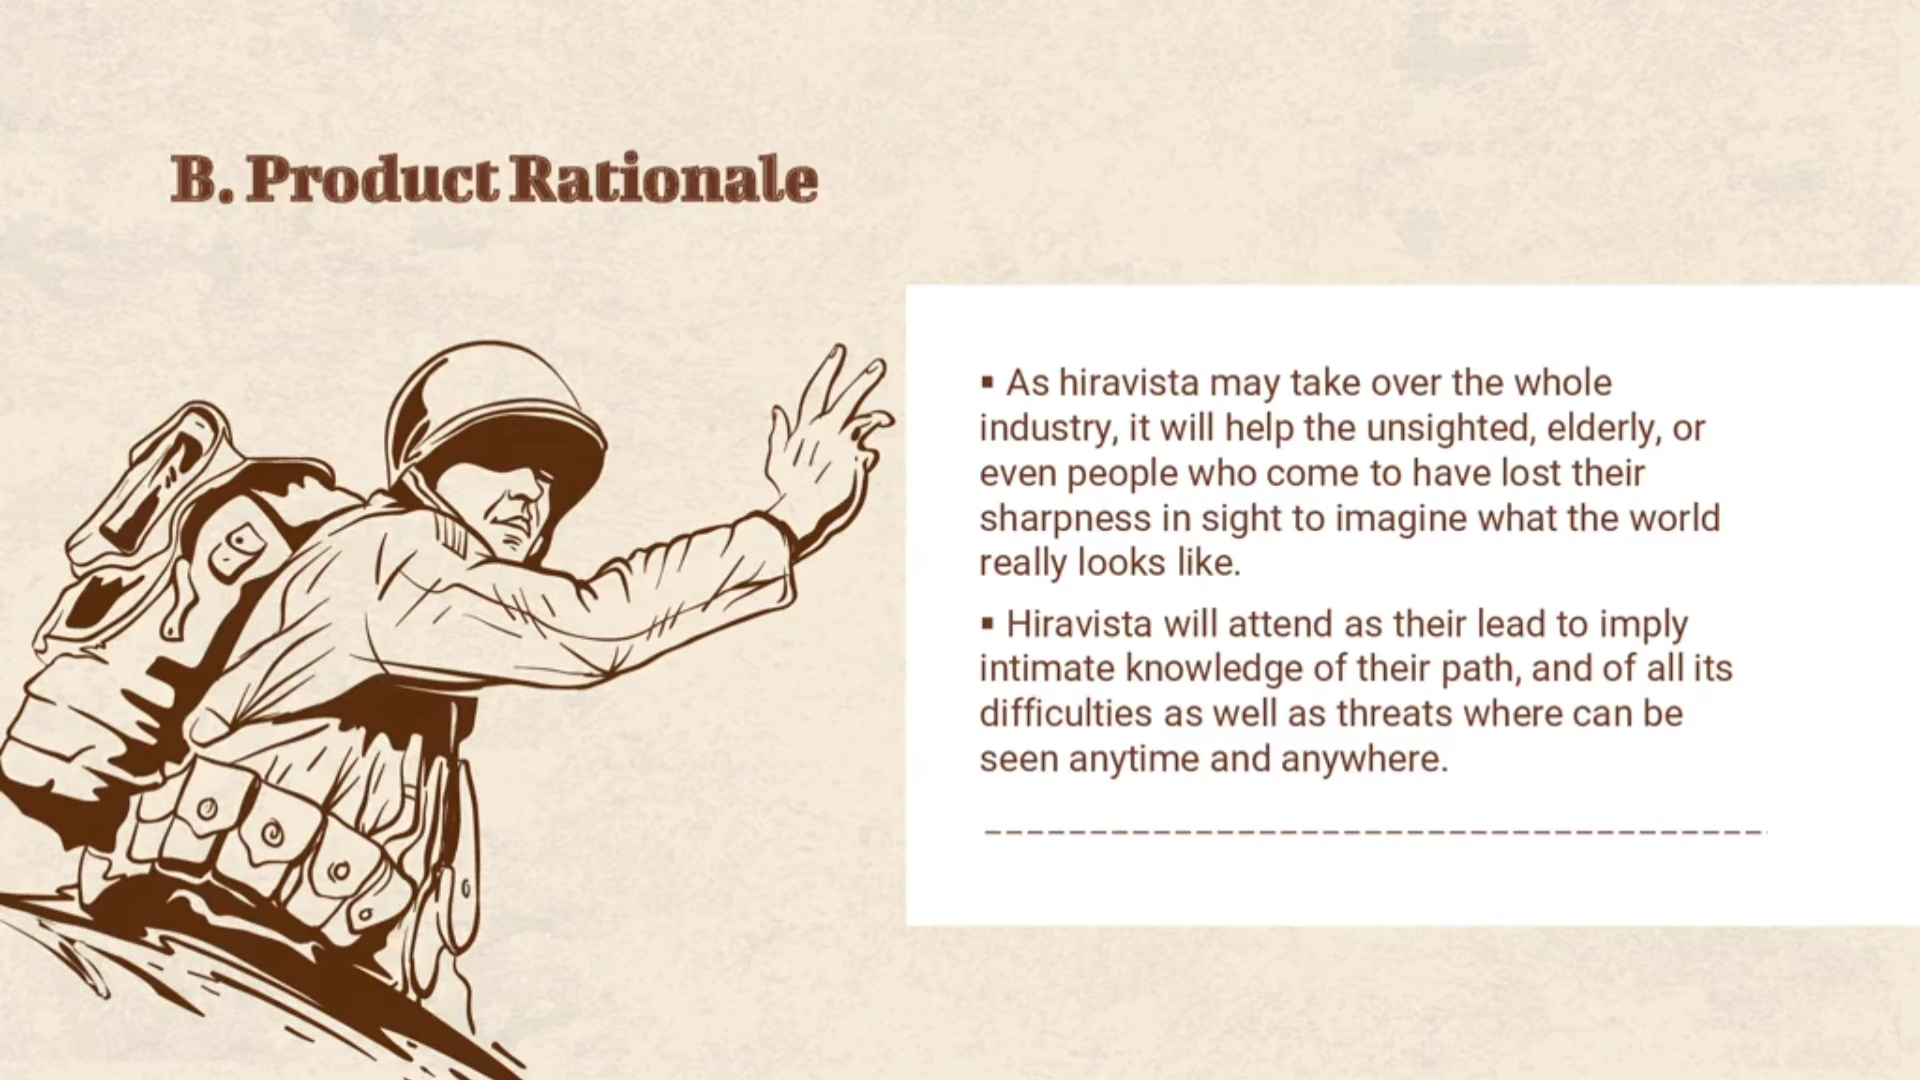 B. Product Rationale
▪ As hiravista may take over the whole
industry, it will help the unsighted, elderly, or
even people who come to have lost their
sharpness in sight to imagine what the world
really looks like.
▪ Hiravista will attend as their lead to imply
intimate knowledge of their path, and of all its
difficulties as well as threats where can be
seen anytime and anywhere.